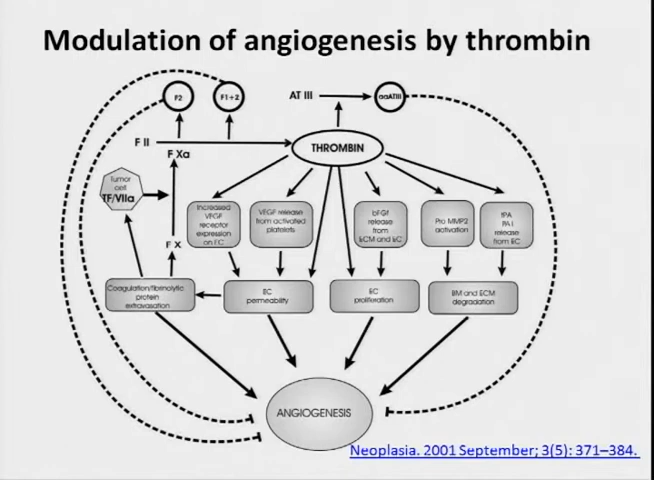 Modulation of angiogenesis by thrombin
F2
F1+2
AT III
aaATIII
F II
THROMBIN
F Xa
Tumor
cell
TF/VIIa
F X
Increased
VEGF
receptor
expression
on EC
VEGF release
from activated
platelets
bFGf
release
from
ECM and EC
Pro MMP2
activation
tPA
PA I
release
from EC
Coagulation/fibrinolytic
protein
extravasation
EC
permeability
EC
proliferation
BM and ECM
degradation
ANGIOGENESIS
Neoplasia. 2001 September; 3(5): 371–384.